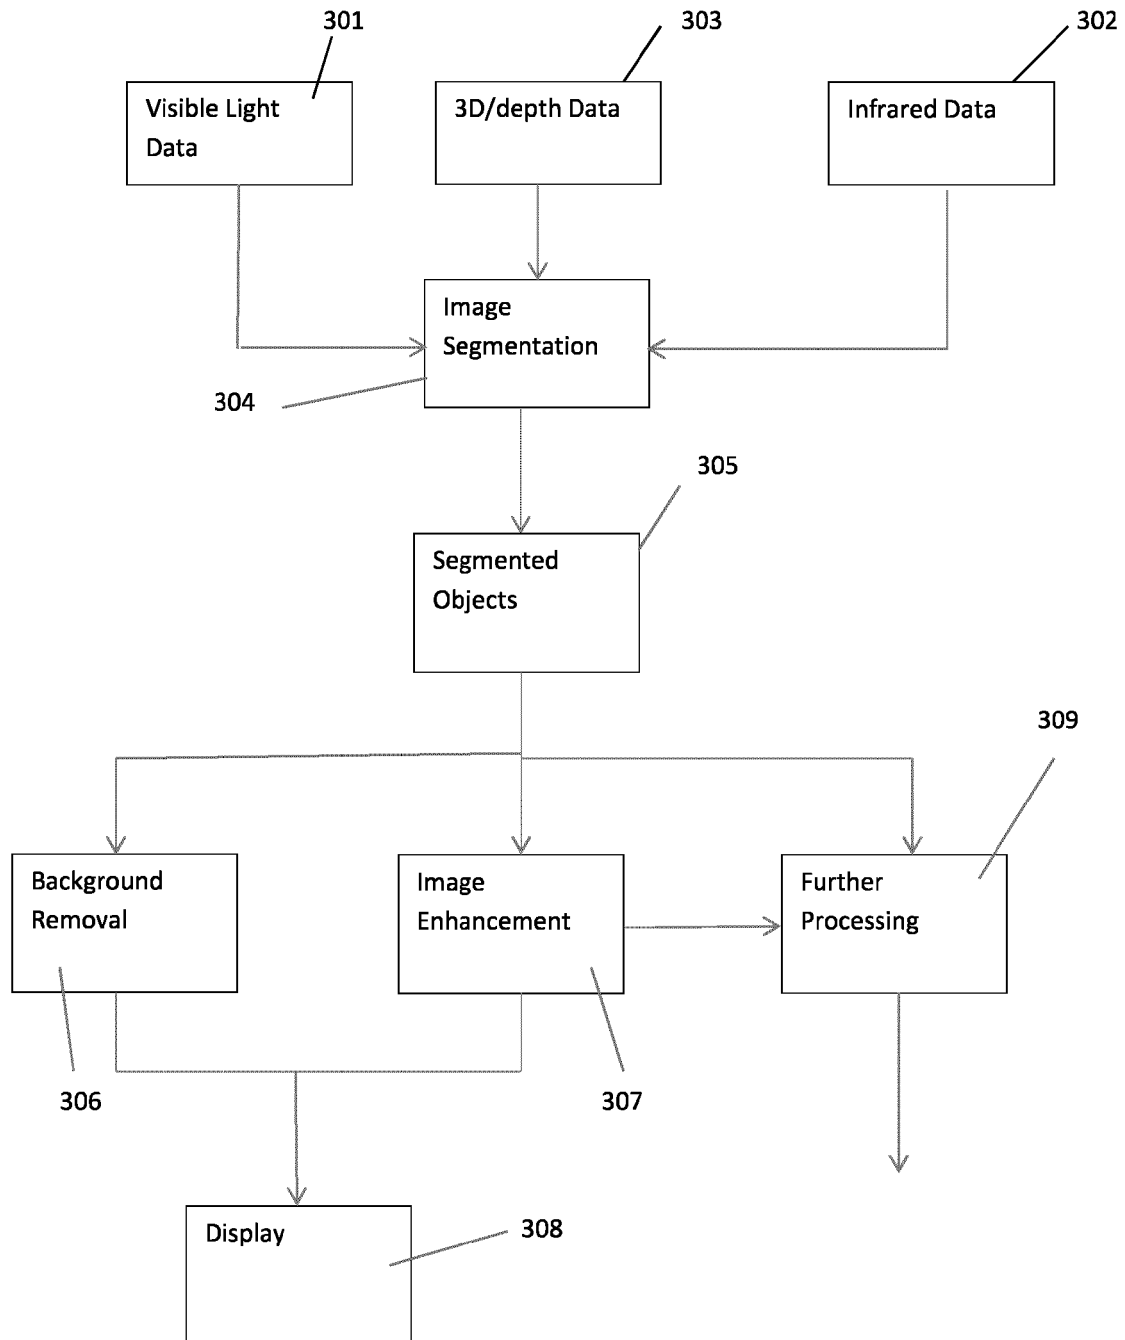 301
303
302
Visible Light
Data
3D/depth Data
Infrared Data
Image
Segmentation
304
305
Segmented
Objects
309
Background
Removal
Image
Enhancement
Further
Processing
306
307
Display
308